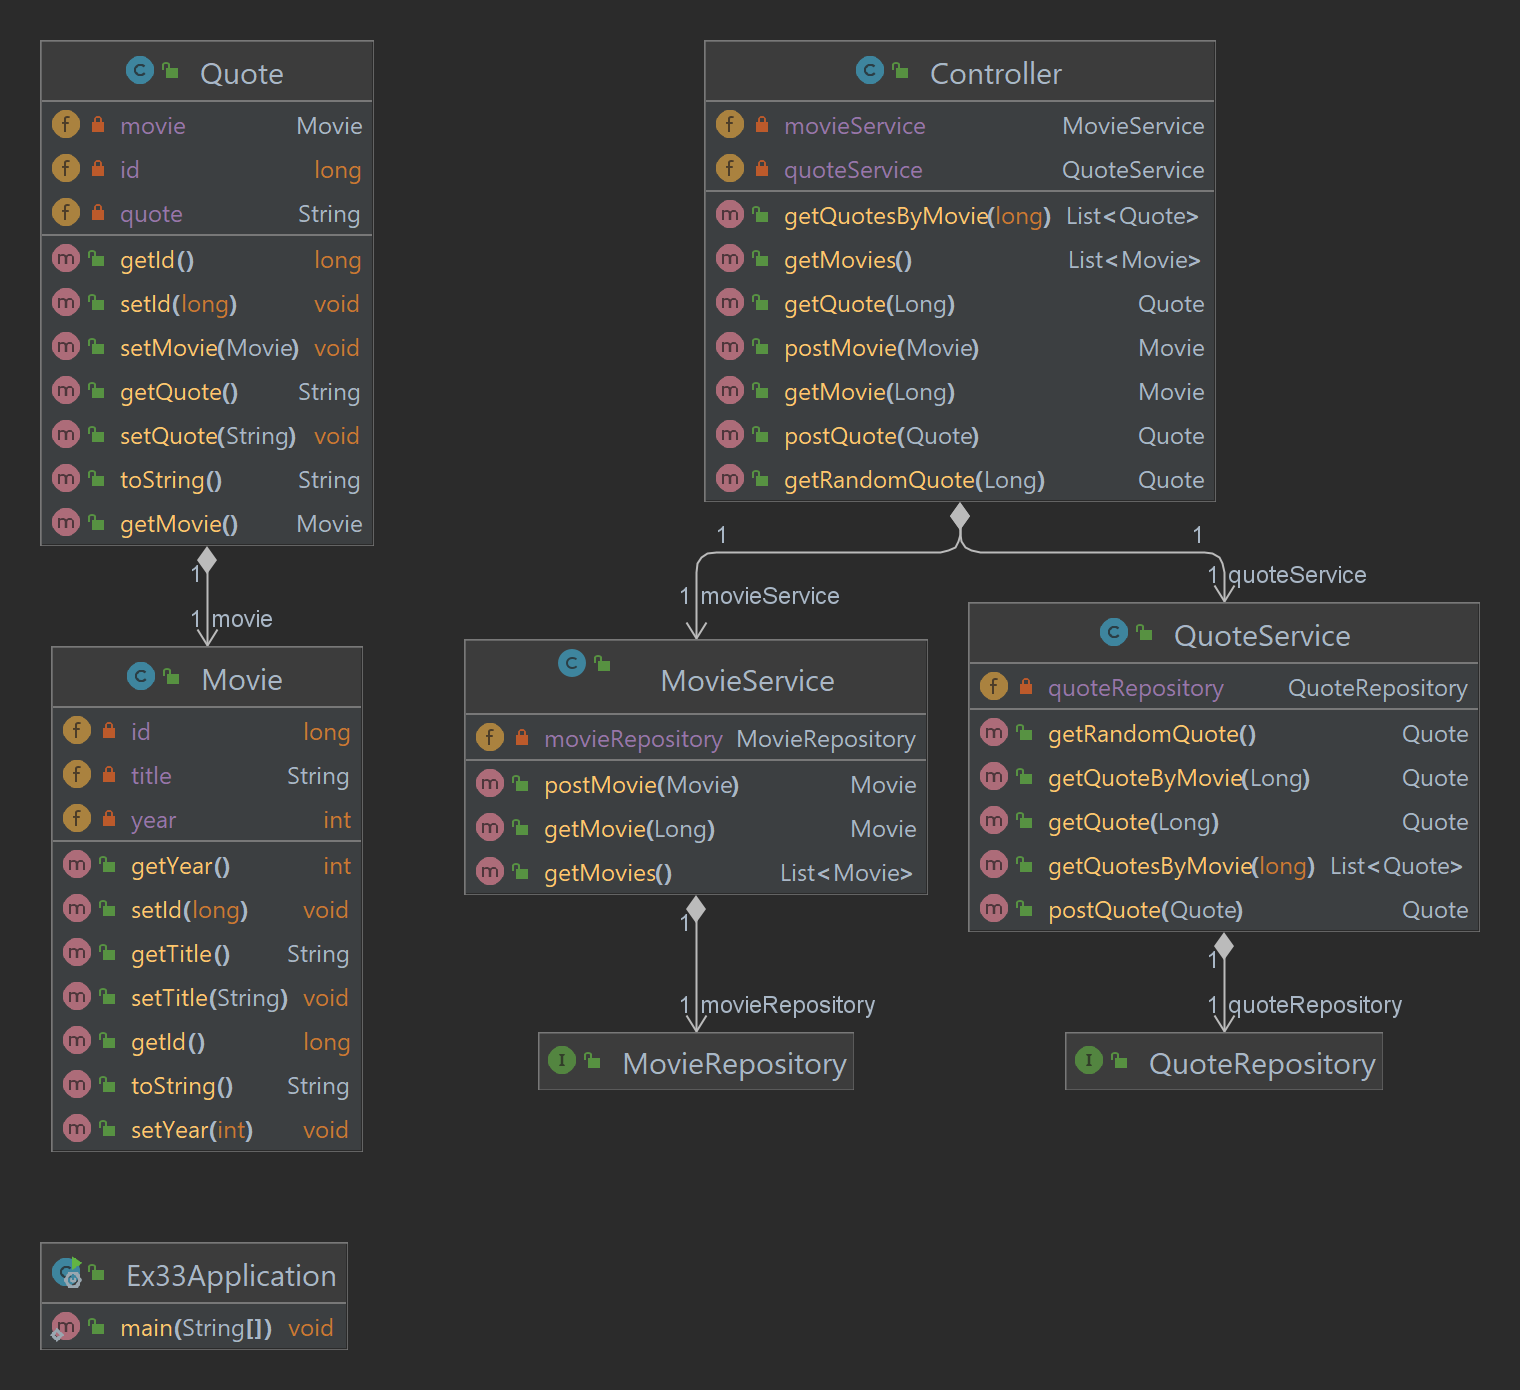 Quote
movie Movie
id long
quote String
getId() long
setId(long) void
setMovie(Movie) void
getQuote() String
setQuote(String) void
toString() String
getMovie() Movie
1
1 movie
Movie
id long
title String
year int
getYear() int
setId(long) void
getTitle() String
setTitle(String) void
getId() long
toString() String
setYear(int) void
Ex33Application
main(String[]) void
Controller
movieService MovieService
quoteService QuoteService
getQuotesByMovie(long) List<Quote>
getMovies() List<Movie>
getQuote(Long) Quote
postMovie(Movie) Movie
getMovie(Long) Movie
postQuote(Quote) Quote
getRandomQuote(Long) Quote
1
1
1 movieService
1 quoteService
MovieService
movieRepository MovieRepository
postMovie(Movie) Movie
getMovie(Long) Movie
getMovies() List<Movie>
1
1 movieRepository
MovieRepository
QuoteService
quoteRepository QuoteRepository
getRandomQuote() Quote
getQuoteByMovie(Long) Quote
getQuote(Long) Quote
getQuotesByMovie(long) List<Quote>
postQuote(Quote) Quote
1
1 quoteRepository
QuoteRepository